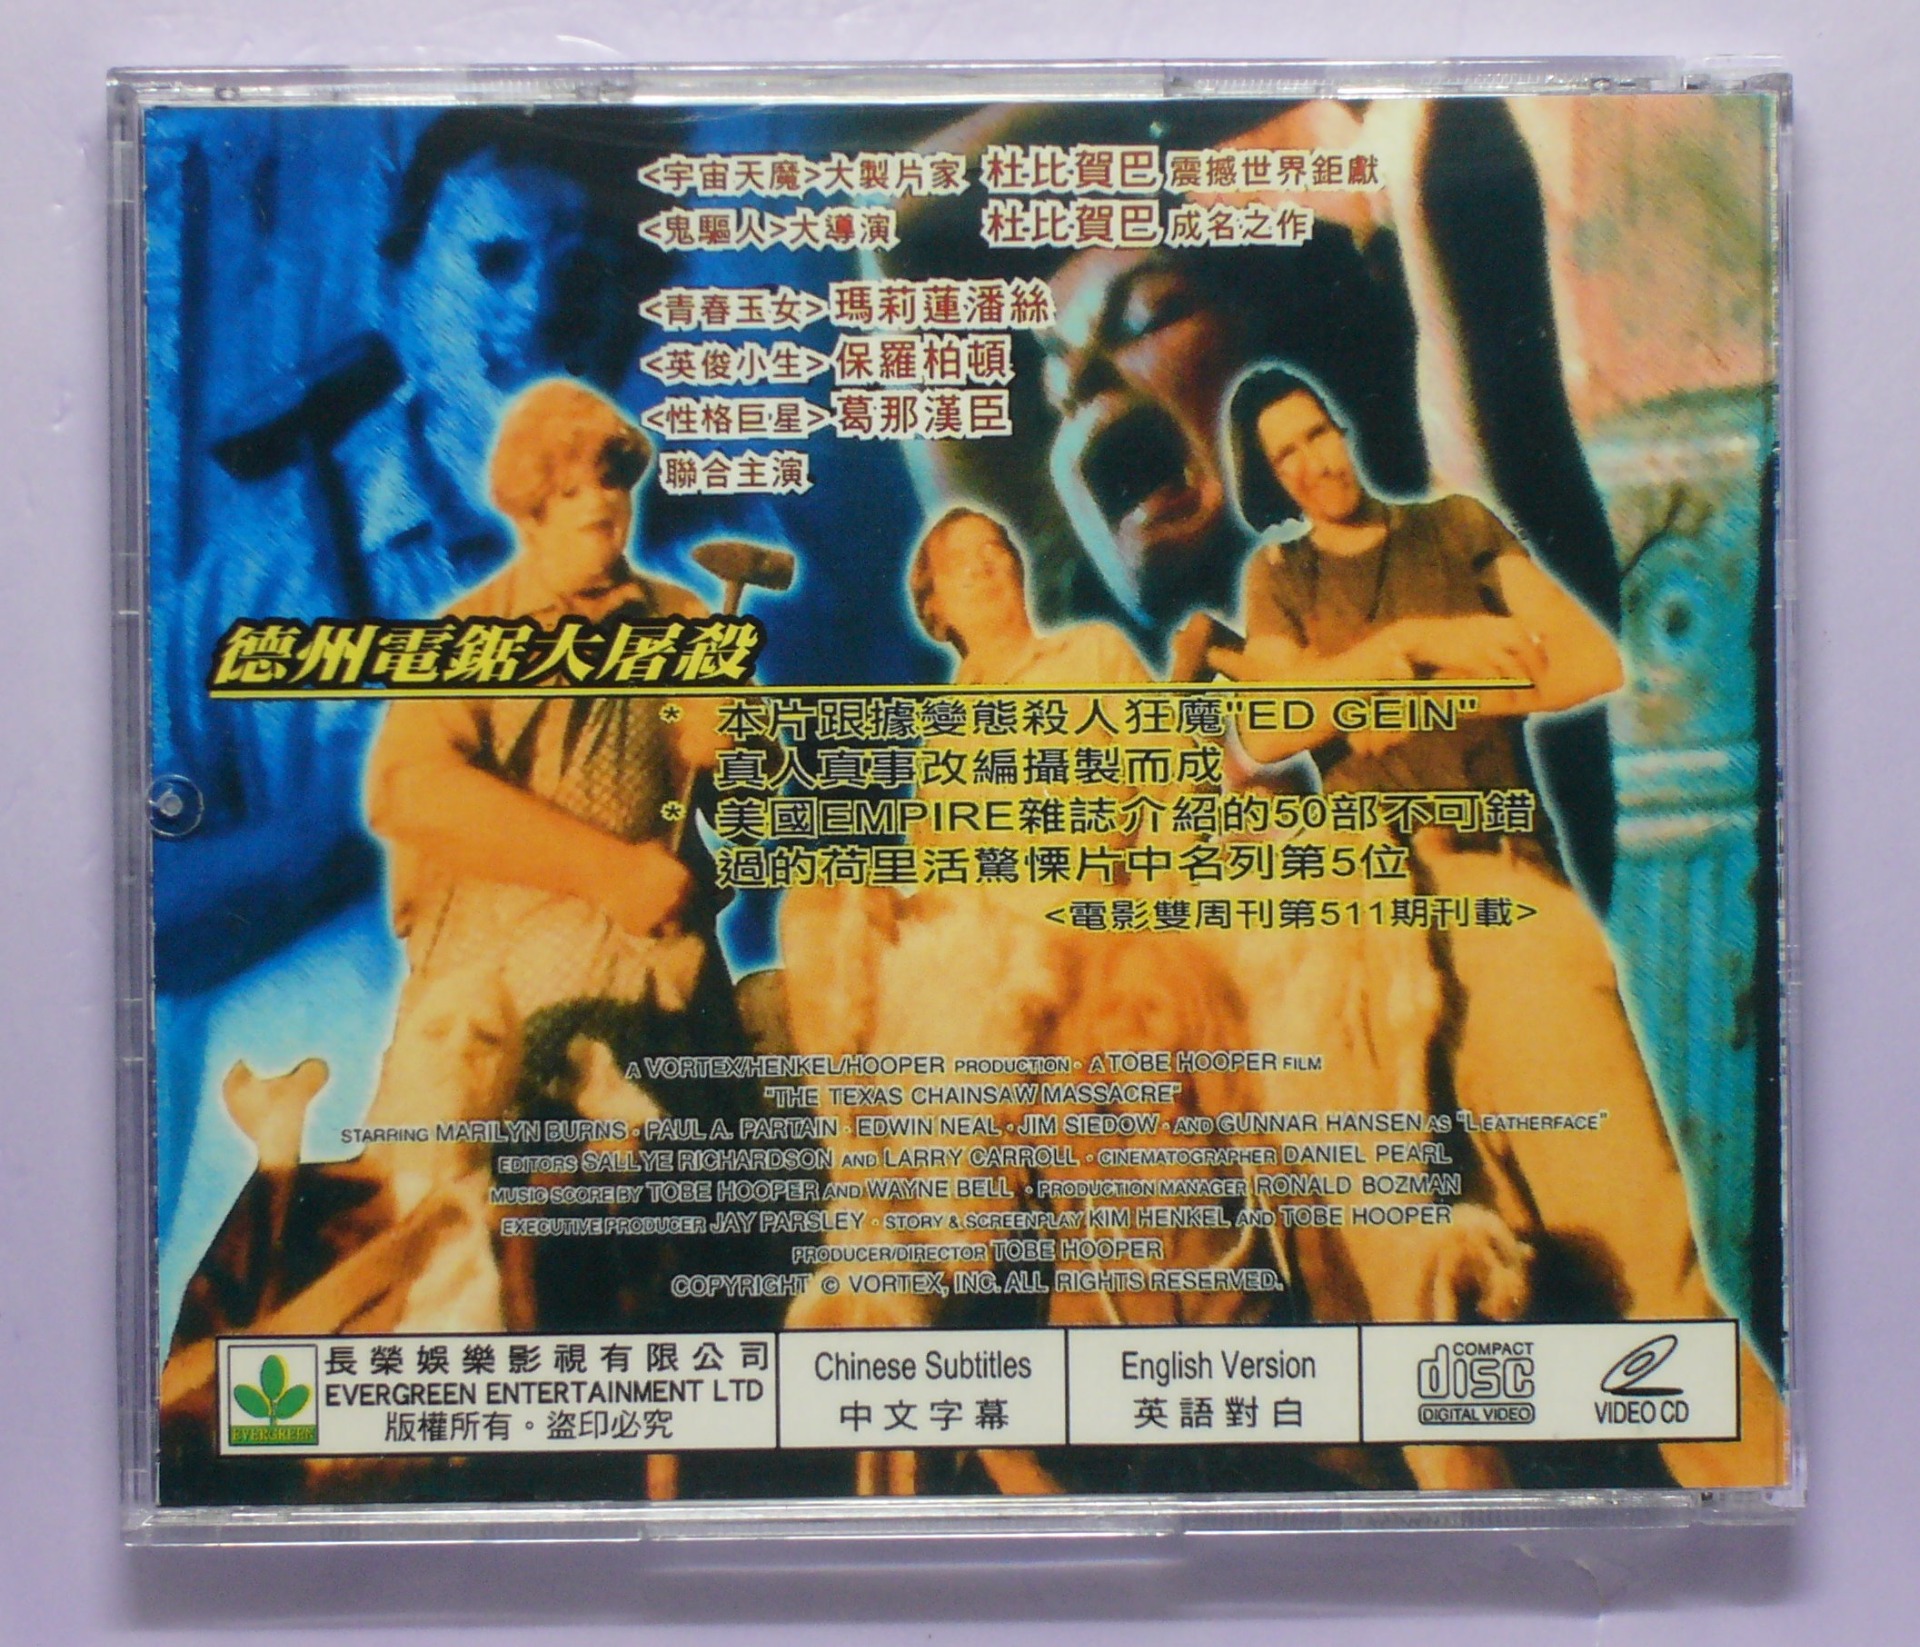 <宇宙天魔>大製片家 杜比賀巴 震撼世界鉅獻
<鬼驅人>大導演 杜比賀巴 成名之作
<青春玉女>瑪莉蓮潘絲
<英俊小生>保羅柏頓
<性格巨星>葛那漢臣
聯合主演
德州電鋸大屠殺
* 本片跟據變態殺人狂魔"ED GEIN"
真人真事改編攝製而成
* 美國EMPIRE雜誌介紹的50部不可錯
過的荷里活驚慄片中名列第5位
<電影雙周刊第511期刊載>
A VORTEX/HENKEL/HOOPER PRODUCTION · A TOBE HOOPER FILM
"THE TEXAS CHAINSAW MASSACRE"
STARRING MARILYN BURNS · PAUL A. PARTAIN · EDWIN NEAL · JIM SIEDOW · AND GUNNAR HANSEN AS "LEATHERFACE"
EDITORS SALLYE RICHARDSON AND LARRY CARROLL · CINEMATOGRAPHER DANIEL PEARL
MUSIC SCORE BY TOBE HOOPER AND WAYNE BELL · PRODUCTION MANAGER RONALD BOZMAN
EXECUTIVE PRODUCER JAY PARSLEY · STORY & SCREENPLAY KIM HENKEL AND TOBE HOOPER
PRODUCER/DIRECTOR TOBE HOOPER
COPYRIGHT © VORTEX, INC. ALL RIGHTS RESERVED.
EVERGREEN
長榮娛樂影視有限公司
EVERGREEN ENTERTAINMENT LTD
版權所有。盜印必究
Chinese Subtitles
中文字幕
English Version
英語對白
COMPACT
disc
DIGITAL VIDEO
VIDEO CD